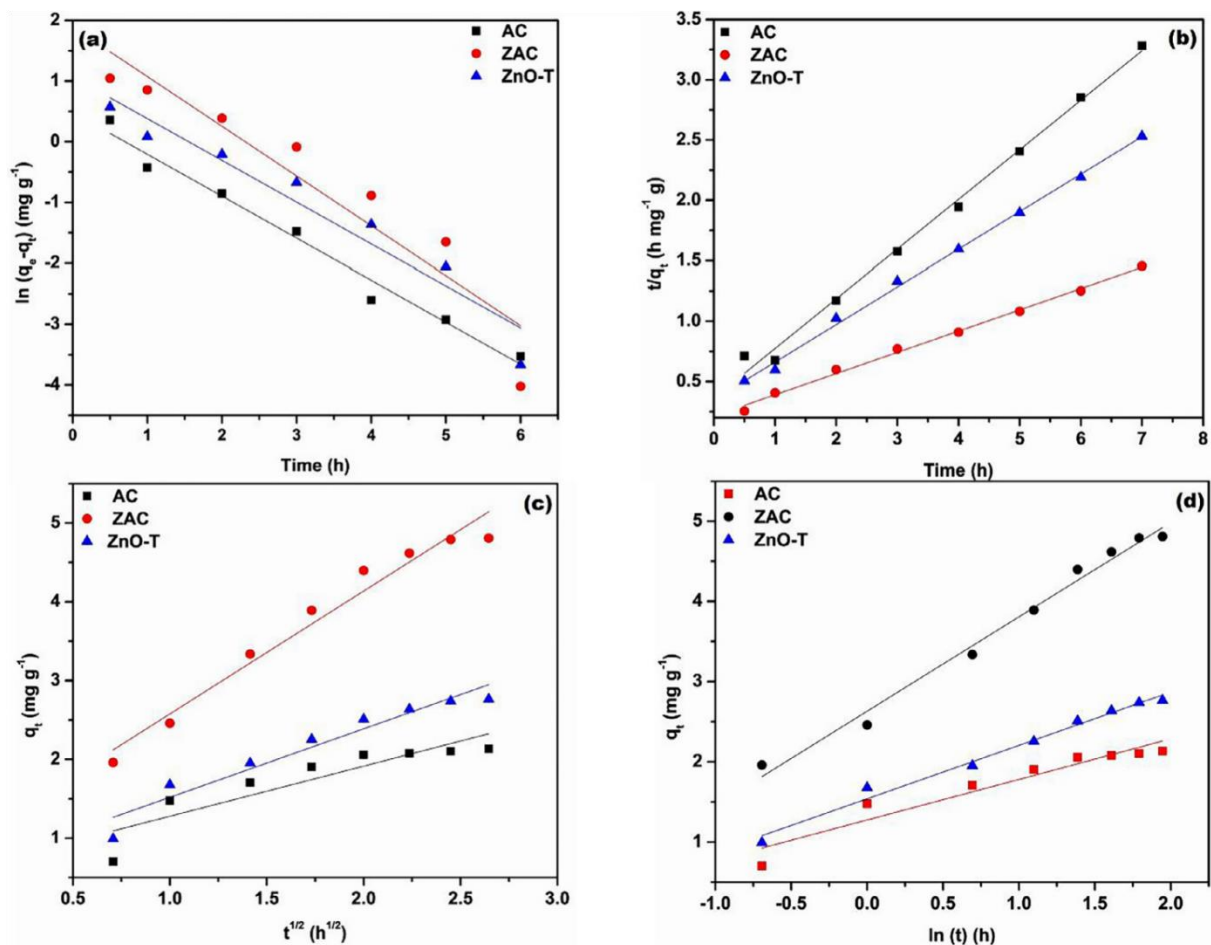 (a)
AC
ZAC
ZnO-T
2
1
0
-1
-2
-3
-4
ln (qe-qt) (mg g-1)
0 1 2 3 4 5 6
Time (h)
(b)
AC
ZAC
ZnO-T
3.5
3.0
2.5
2.0
1.5
1.0
0.5
t/qt (h mg-1 g)
0 1 2 3 4 5 6 7 8
Time (h)
(c)
AC
ZAC
ZnO-T
5
4
3
2
1
qt (mg g-1)
0.5 1.0 1.5 2.0 2.5 3.0
t1/2 (h1/2)
(d)
AC
ZAC
ZnO-T
5
4
3
2
1
qt (mg g-1)
-1.0 -0.5 0.0 0.5 1.0 1.5 2.0
ln (t) (h)